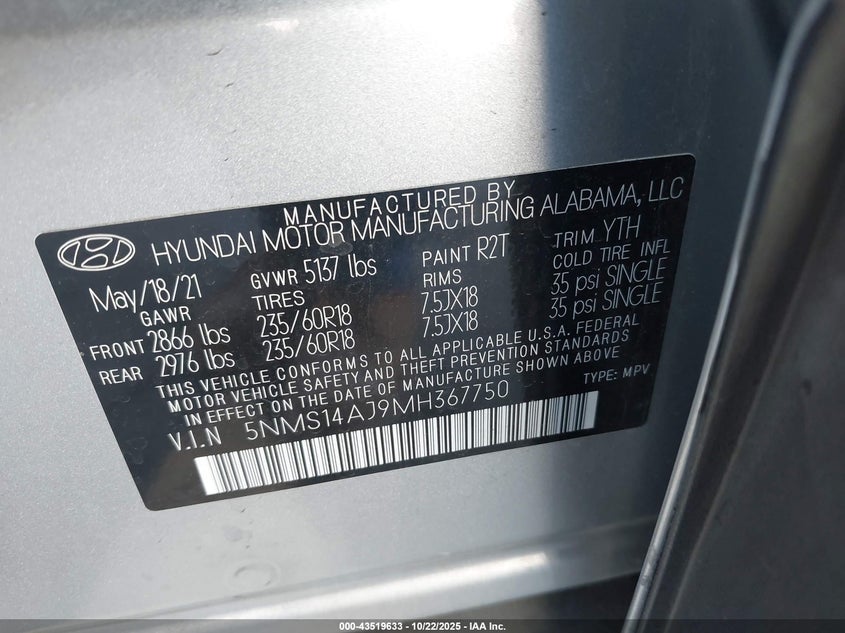 MANUFACTURED BY
HYUNDAI MOTOR MANUFACTURING ALABAMA, LLC
May/18/21 GVWR 5137 lbs PAINT R2T TRIM YTH
GAWR TIRES RIMS COLD TIRE INFL
FRONT 2866 lbs 235/60R18 7.5JX18 35 psi SINGLE
REAR 2976 lbs 235/60R18 7.5JX18 35 psi SINGLE
THIS VEHICLE CONFORMS TO ALL APPLICABLE U.S.A. FEDERAL
MOTOR VEHICLE SAFETY AND THEFT PREVENTION STANDARDS
IN EFFECT ON THE DATE OF MANUFACTURE SHOWN ABOVE
V.I.N 5NMS14AJ9MH367750 TYPE: MPV
000-43519633 - 10/22/2025 - IAA Inc.